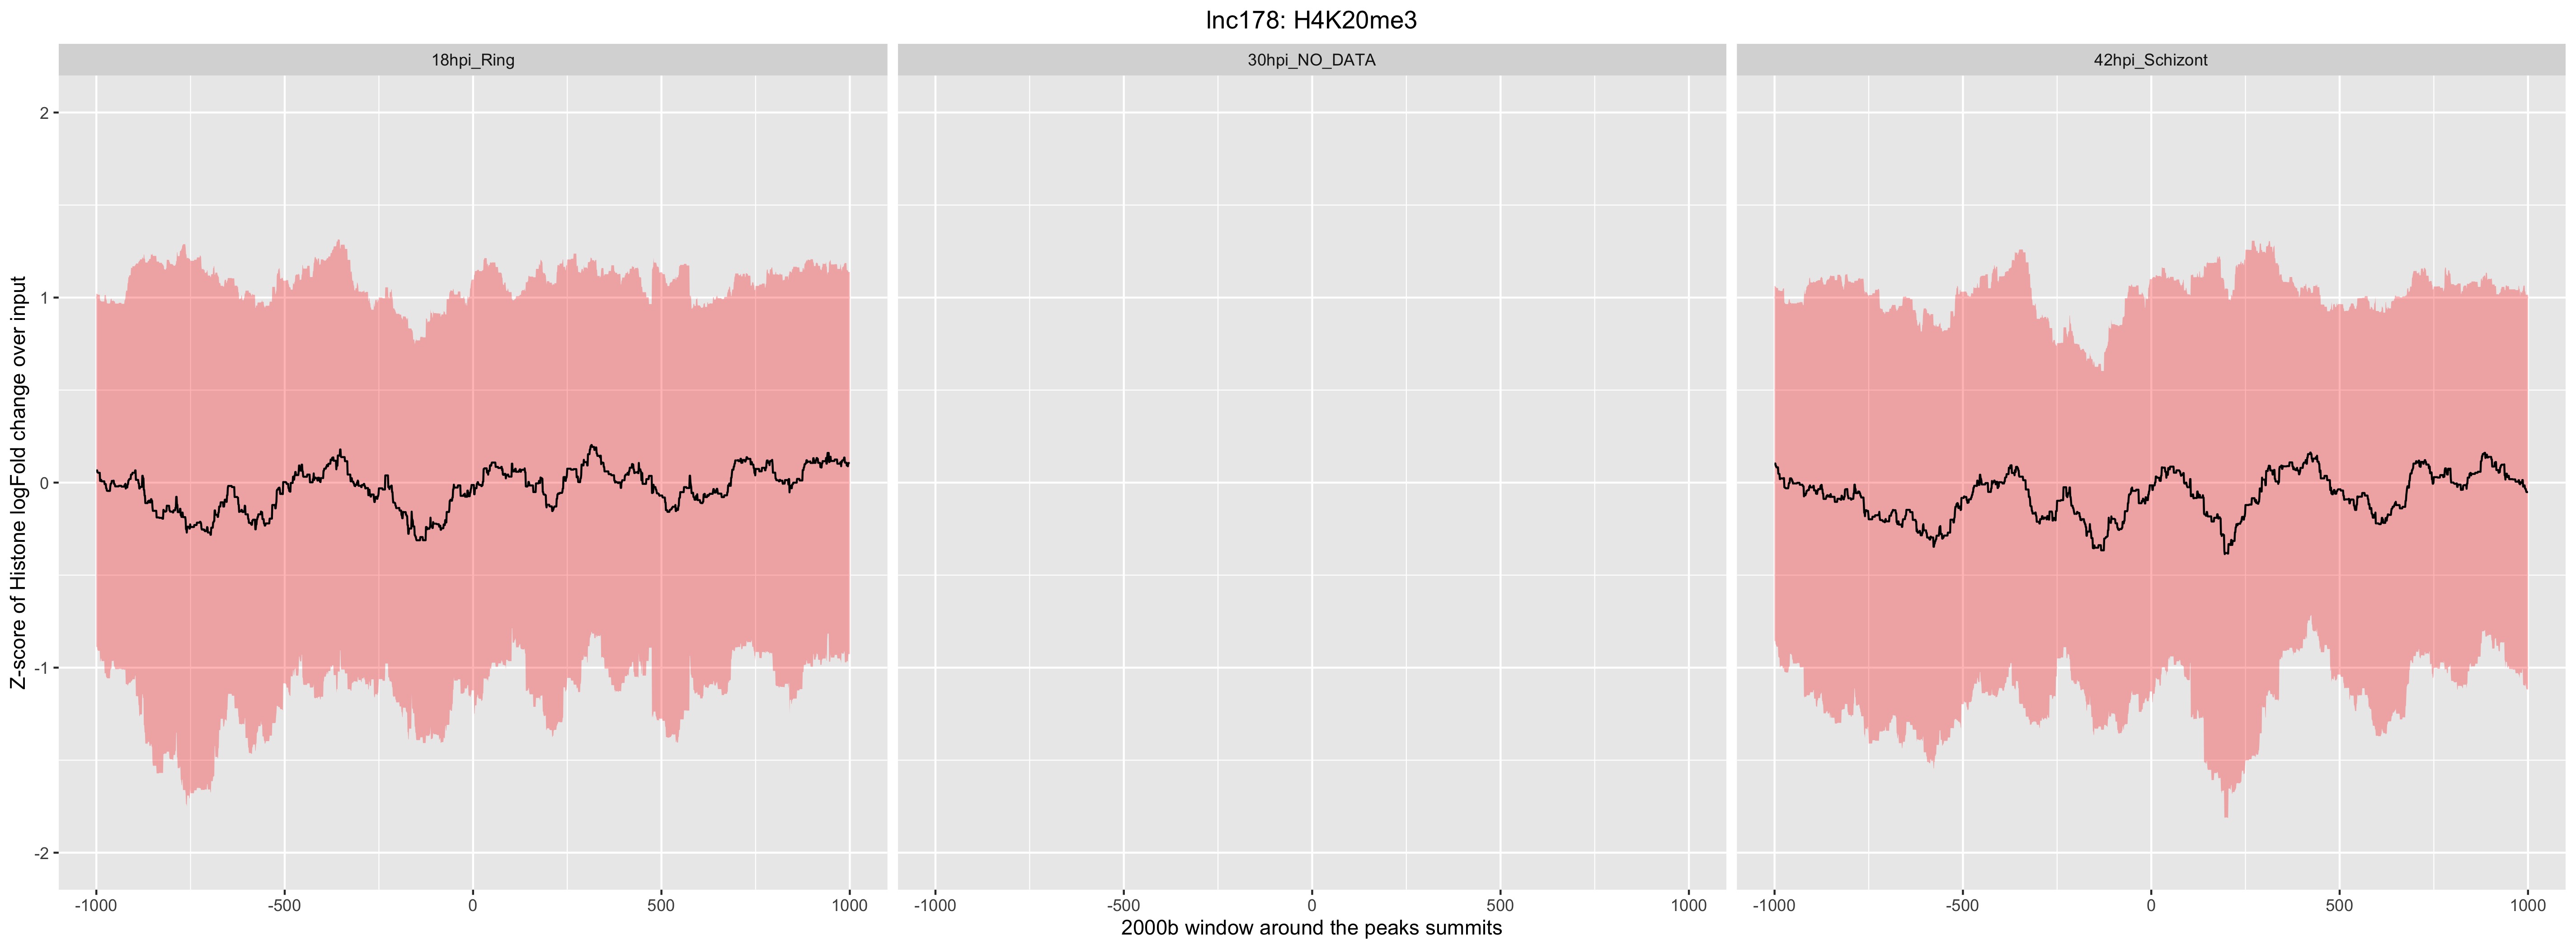 lnc178: H4K20me3
18hpi_Ring
30hpi_NO_DATA
42hpi_Schizont
Z-score of Histone logFold change over input
2
1
0
-1
-2
-1000 -500 0 500 1000
-1000 -500 0 500 1000
-1000 -500 0 500 1000
2000b window around the peaks summits